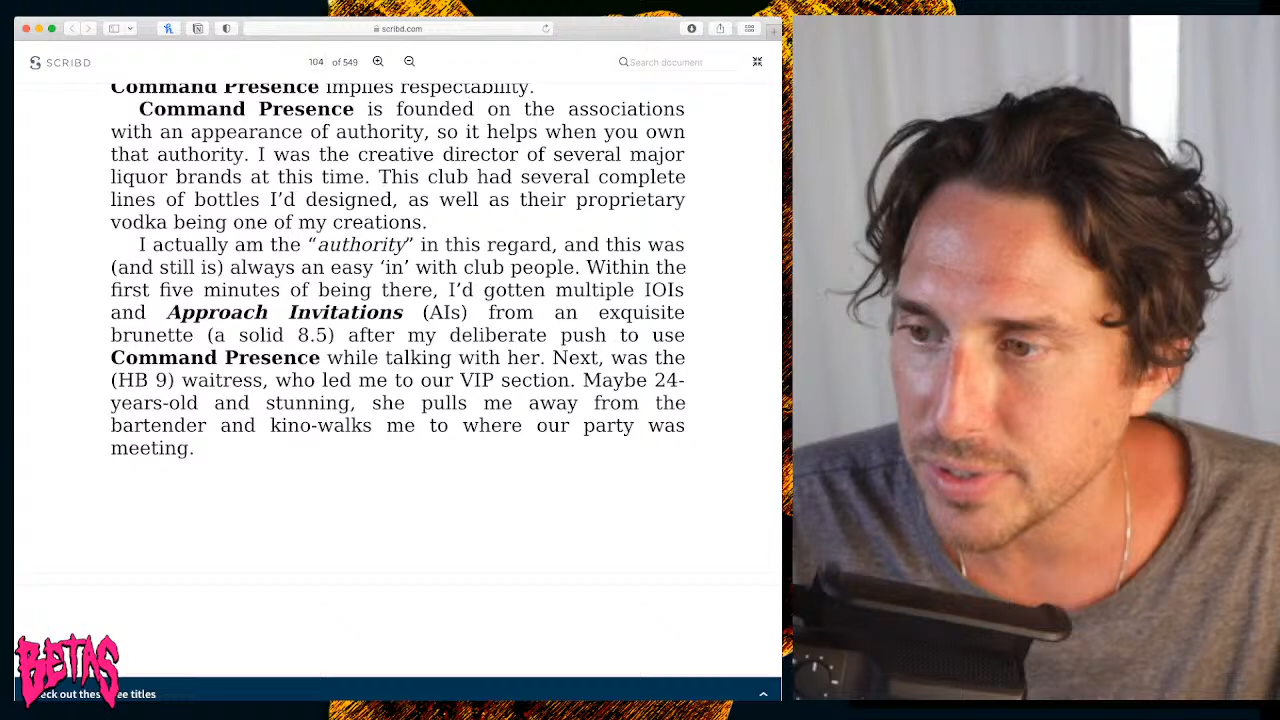 scribd.com
SCRIBD
104 of 549
Search document
Command Presence implies respectability.
Command Presence is founded on the associations
with an appearance of authority, so it helps when you own
that authority. I was the creative director of several major
liquor brands at this time. This club had several complete
lines of bottles I’d designed, as well as their proprietary
vodka being one of my creations.
I actually am the “authority” in this regard, and this was
(and still is) always an easy ‘in’ with club people. Within the
first five minutes of being there, I’d gotten multiple IOIs
and Approach Invitations (AIs) from an exquisite
brunette (a solid 8.5) after my deliberate push to use
Command Presence while talking with her. Next, was the
(HB 9) waitress, who led me to our VIP section. Maybe 24-
years-old and stunning, she pulls me away from the
bartender and kino-walks me to where our party was
meeting.
BETAS
eck out thes ee titles